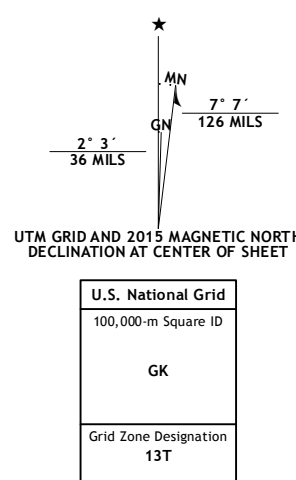 MN
GN
7° 7´
126 MILS
2° 3´
36 MILS
UTM GRID AND 2015 MAGNETIC NORTH
DECLINATION AT CENTER OF SHEET
U.S. National Grid
100,000-m Square ID
GK
Grid Zone Designation
13T